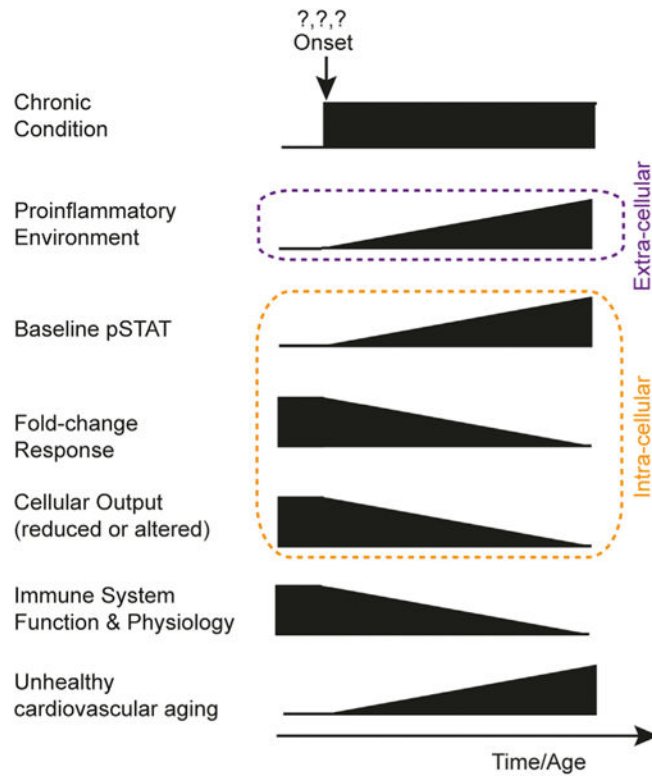 ?,?,?
Onset
Chronic
Condition
Proinflammatory
Environment
Extra-cellular
Baseline pSTAT
Fold-change
Response
Intra-cellular
Cellular Output
(reduced or altered)
Immune System
Function & Physiology
Unhealthy
cardiovascular aging
Time/Age